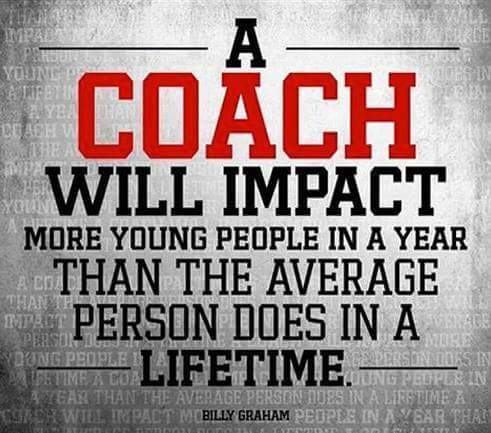 A
COACH
WILL IMPACT
MORE YOUNG PEOPLE IN A YEAR
THAN THE AVERAGE
PERSON DOES IN A
LIFETIME.
BILLY GRAHAM